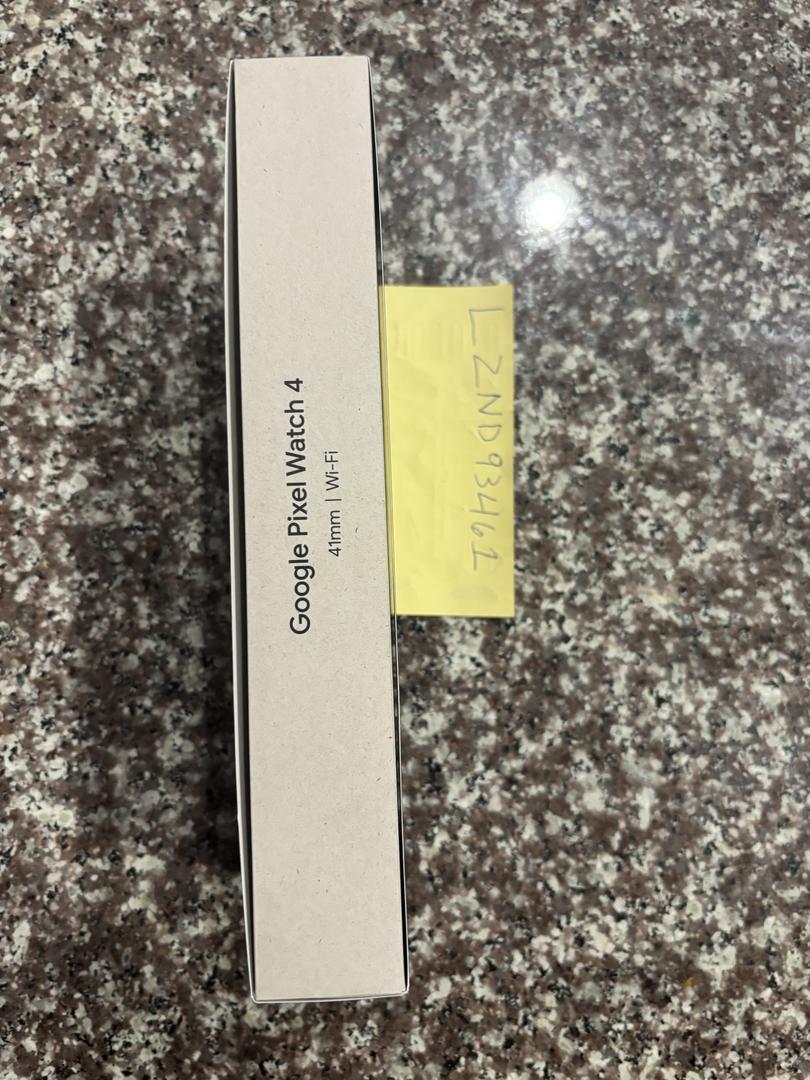 Google Pixel Watch 4
41mm | Wi-Fi
LZND93461